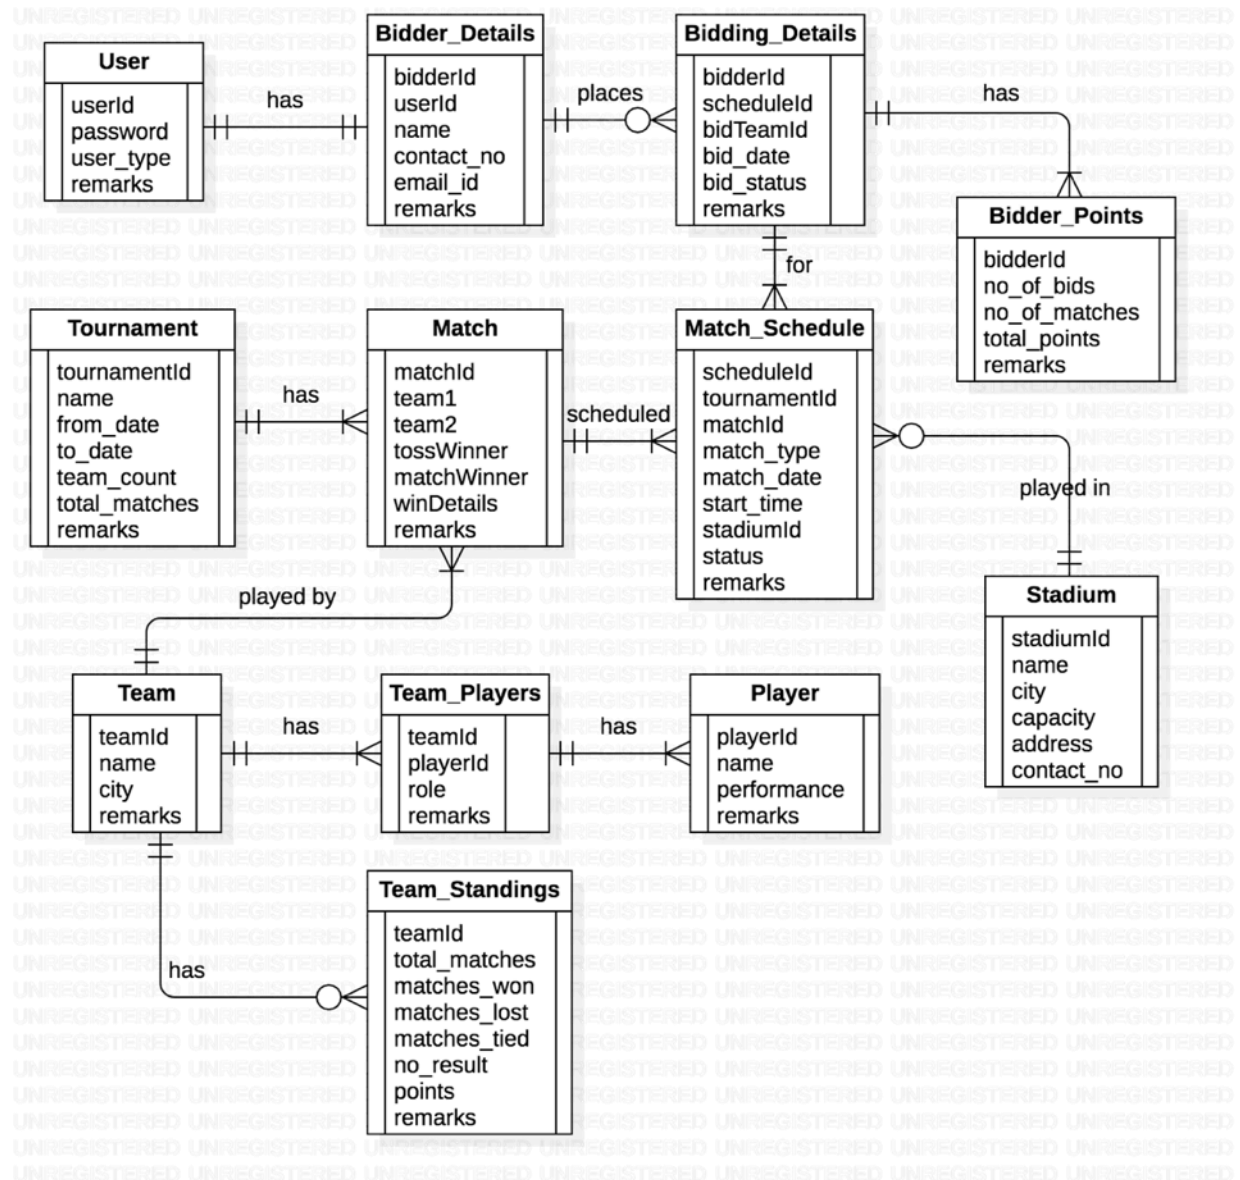 User
userId
password
user_type
remarks
has
Bidder_Details
bidderId
userId
name
contact_no
email_id
remarks
places
Bidding_Details
bidderId
scheduleId
bidTeamId
bid_date
bid_status
remarks
has
Bidder_Points
bidderId
no_of_bids
no_of_matches
total_points
remarks
for
Tournament
tournamentId
name
from_date
to_date
team_count
total_matches
remarks
has
Match
matchId
team1
team2
tossWinner
matchWinner
winDetails
remarks
scheduled
Match_Schedule
scheduleId
tournamentId
matchId
match_type
match_date
start_time
stadiumId
status
remarks
played in
Stadium
stadiumId
name
city
capacity
address
contact_no
played by
Team
teamId
name
city
remarks
has
Team_Players
teamId
playerId
role
remarks
has
Player
playerId
name
performance
remarks
has
Team_Standings
teamId
total_matches
matches_won
matches_lost
matches_tied
no_result
points
remarks
UNREGISTERED